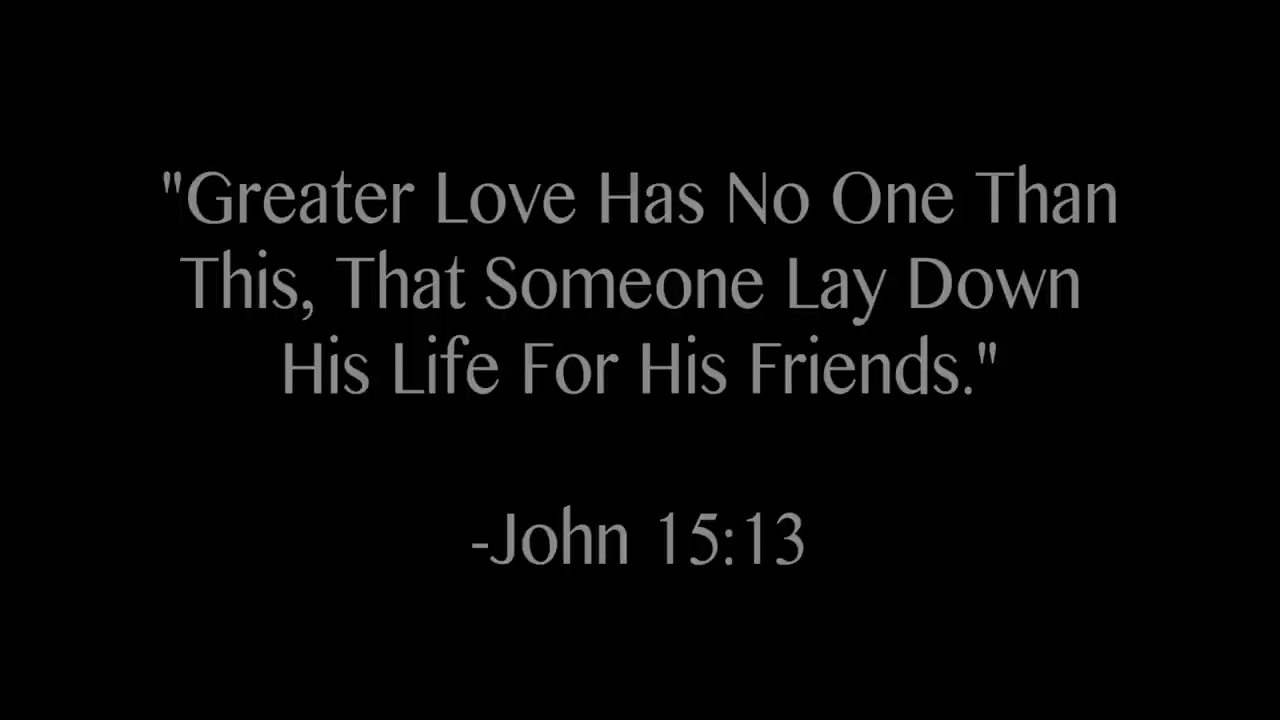 "Greater Love Has No One Than
This, That Someone Lay Down
His Life For His Friends."
-John 15:13